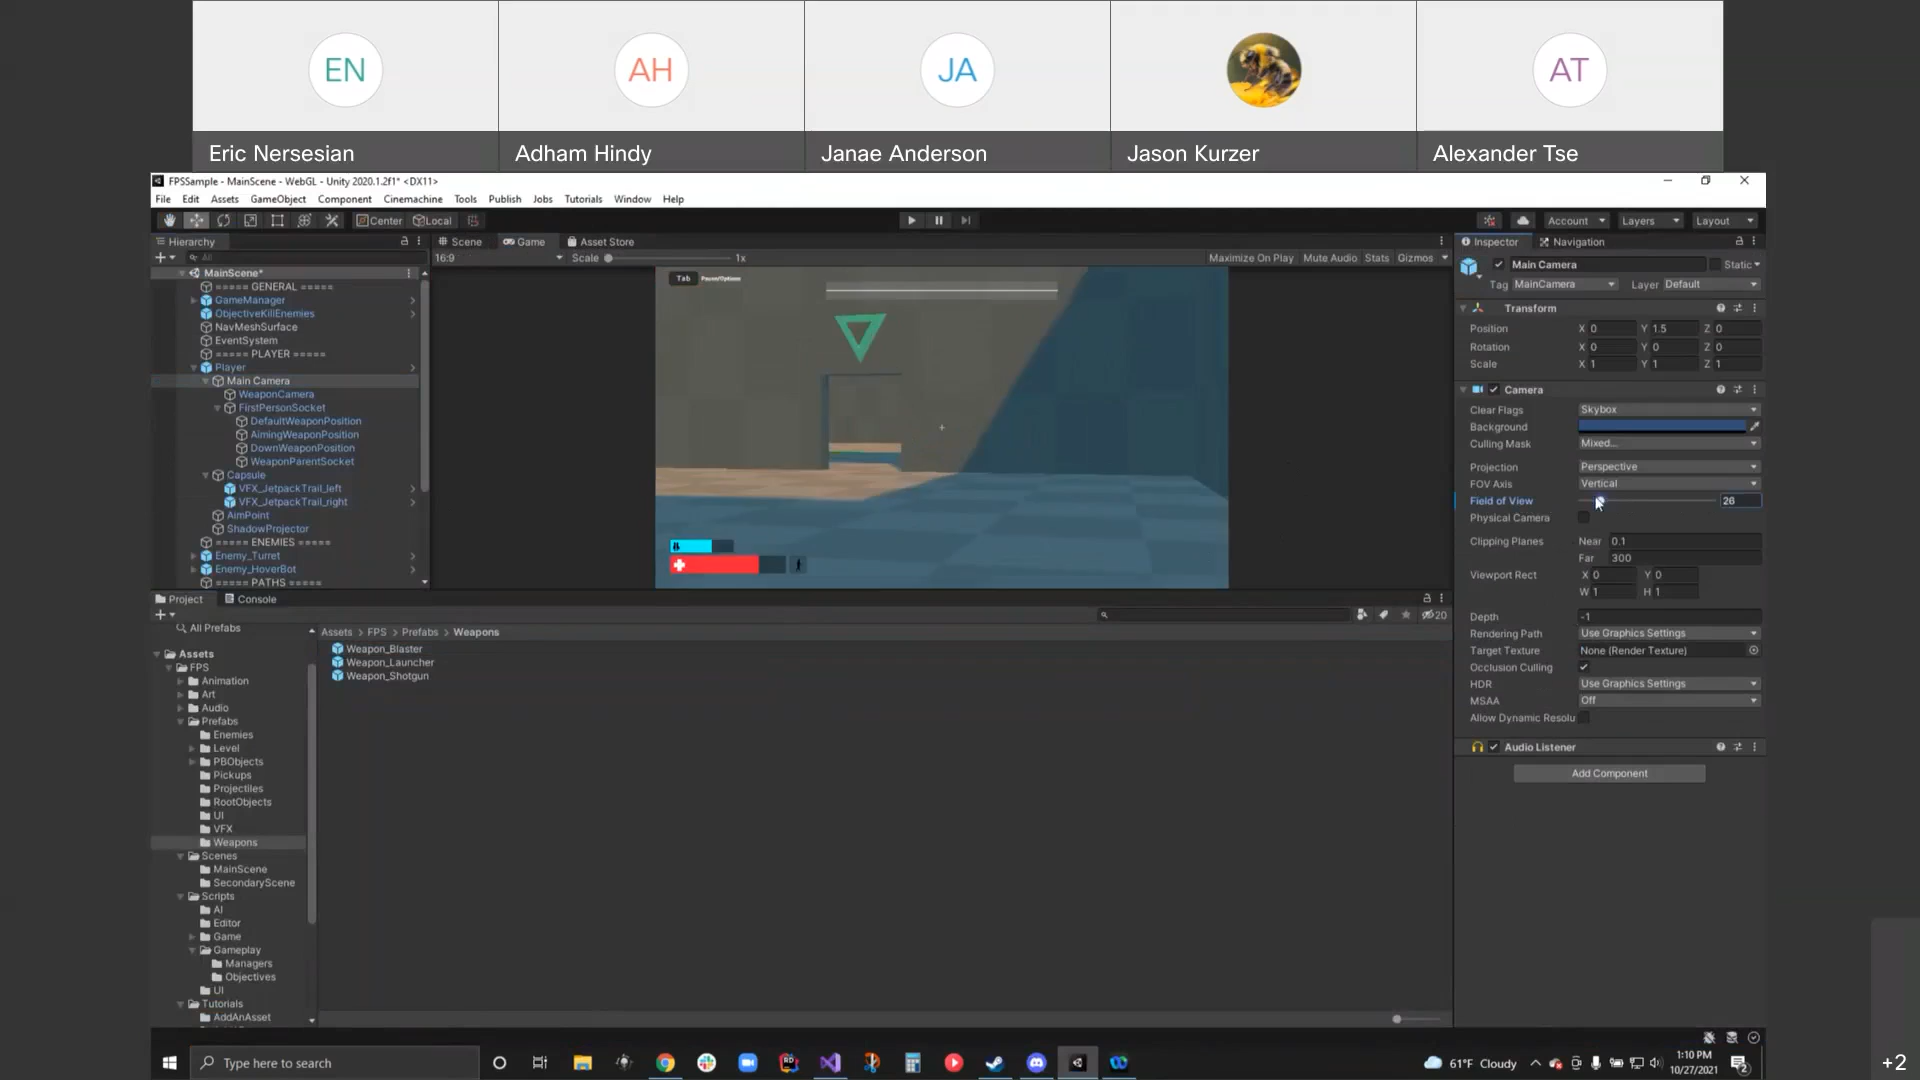 EN
AH
JA
AT
Eric Nersesian
Adham Hindy
Janae Anderson
Jason Kurzer
Alexander Tse
FPSSample - MainScene - WebGL - Unity 2020.1.2f1* <DX11>
File Edit Assets GameObject Component Cinemachine Tools Publish Jobs Tutorials Window Help
Center Local
Account Layers Layout
Hierarchy
All
MainScene*
===== GENERAL =====
GameManager
ObjectiveKillEnemies
NavMeshSurface
EventSystem
===== PLAYER =====
Player
Main Camera
WeaponCamera
FirstPersonSocket
DefaultWeaponPosition
AimingWeaponPosition
DownWeaponPosition
WeaponParentSocket
Capsule
VFX_JetpackTrail_left
VFX_JetpackTrail_right
AimPoint
ShadowProjector
===== ENEMIES =====
Enemy_Turret
Enemy_HoverBot
===== PATHS =====
Scene Game Asset Store
16:9 Scale 1x Maximize On Play Mute Audio Stats Gizmos
Tab Pause/Options
Inspector Navigation
Main Camera Static
Tag MainCamera Layer Default
Transform
Position X 0 Y 1.5 Z 0
Rotation X 0 Y 0 Z 0
Scale X 1 Y 1 Z 1
Camera
Clear Flags Skybox
Background
Culling Mask Mixed...
Projection Perspective
FOV Axis Vertical
Field of View 26
Physical Camera
Clipping Planes Near 0.1
Far 300
Viewport Rect X 0 Y 0
W 1 H 1
Depth -1
Rendering Path Use Graphics Settings
Target Texture None (Render Texture)
Occlusion Culling
HDR Use Graphics Settings
MSAA Off
Allow Dynamic Resolu
Audio Listener
Add Component
Project Console
20
All Prefabs
Assets
FPS
Animation
Art
Audio
Prefabs
Enemies
Level
PBObjects
Pickups
Projectiles
RootObjects
UI
VFX
Weapons
Scenes
MainScene
SecondaryScene
Scripts
AI
Editor
Game
Gameplay
Managers
Objectives
UI
Tutorials
AddAnAsset
Assets > FPS > Prefabs > Weapons
Weapon_Blaster
Weapon_Launcher
Weapon_Shotgun
Type here to search
61°F Cloudy
1:10 PM
10/27/2021
2
+2